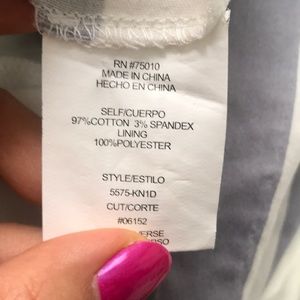 RN #75010
MADE IN CHINA
HECHO EN CHINA
SELF/CUERPO
97%COTTON 3% SPANDEX
LINING
100%POLYESTER
STYLE/ESTILO
5575-KN1D
CUT/CORTE
#06152